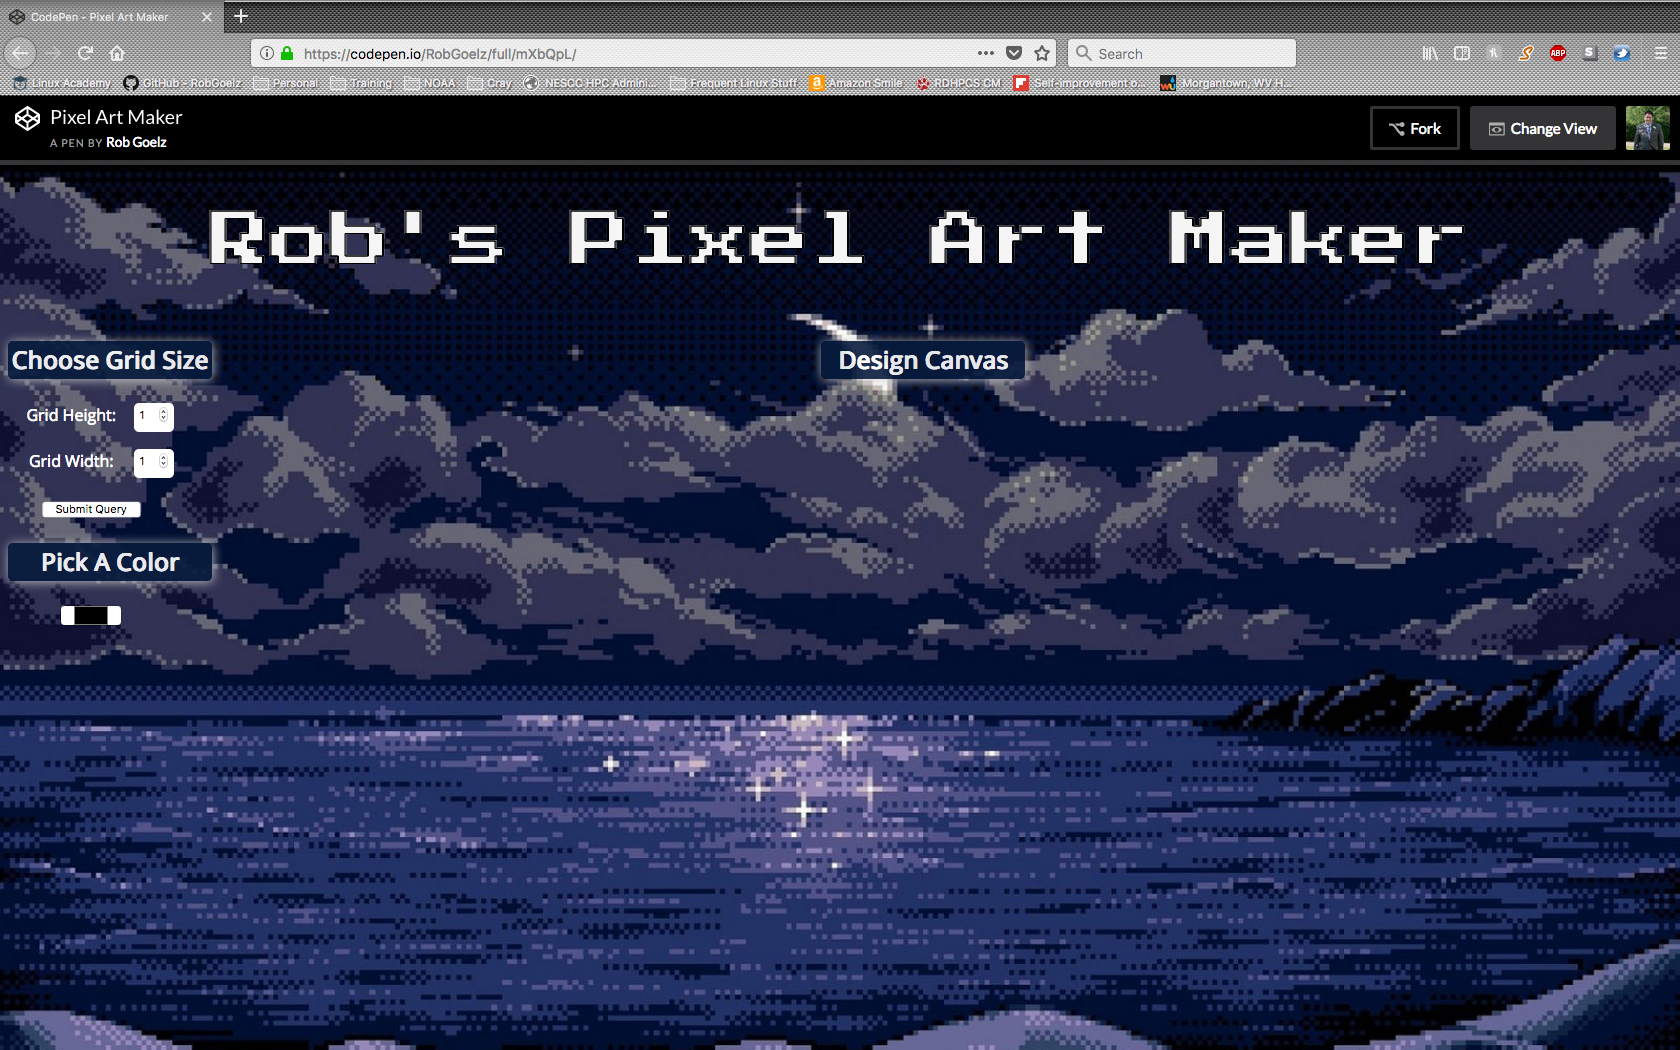 CodePen - Pixel Art Maker
https://codepen.io/RobGoelz/full/mXbQpL/
Search
Linux Academy
GitHub - RobGoelz
Personal
Training
NOAA
Cray
NESCC HPC Admini...
Frequent Linux Stuff
Amazon Smile
RDHPCS CM
Self-improvement o...
Morgantown, WV H...
ABP
S
Pixel Art Maker
A PEN BY Rob Goelz
Fork
Change View
Rob's Pixel Art Maker
Choose Grid Size
Design Canvas
Grid Height: 1
Grid Width: 1
Submit Query
Pick A Color